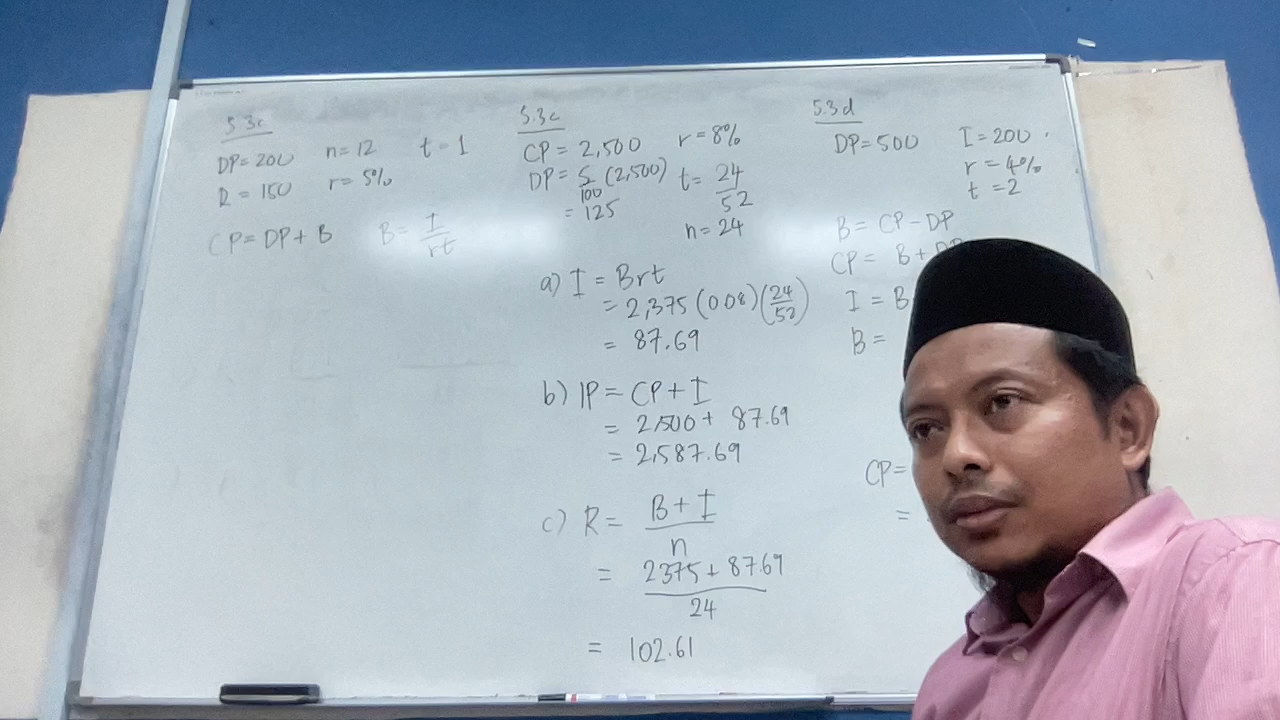 5.3c
DP = 200 n = 12 t = 1
R = 150 r = 5%
CP = DP + B B = I/rt
5.3c
CP = 2,500 r = 8%
DP = 5/100 (2,500) t = 24/52
= 125
n = 24
a) I = Brt
= 2,375 (0.08) (24/52)
= 87.69
b) IP = CP + I
= 2,500 + 87.69
= 2,587.69
c) R = B + I / n
= 2375 + 87.69 / 24
= 102.61
5.3d
DP = 500 I = 200
r = 4%
t = 2
B = CP - DP
CP = B + DP
I = B
B =
CP =
=